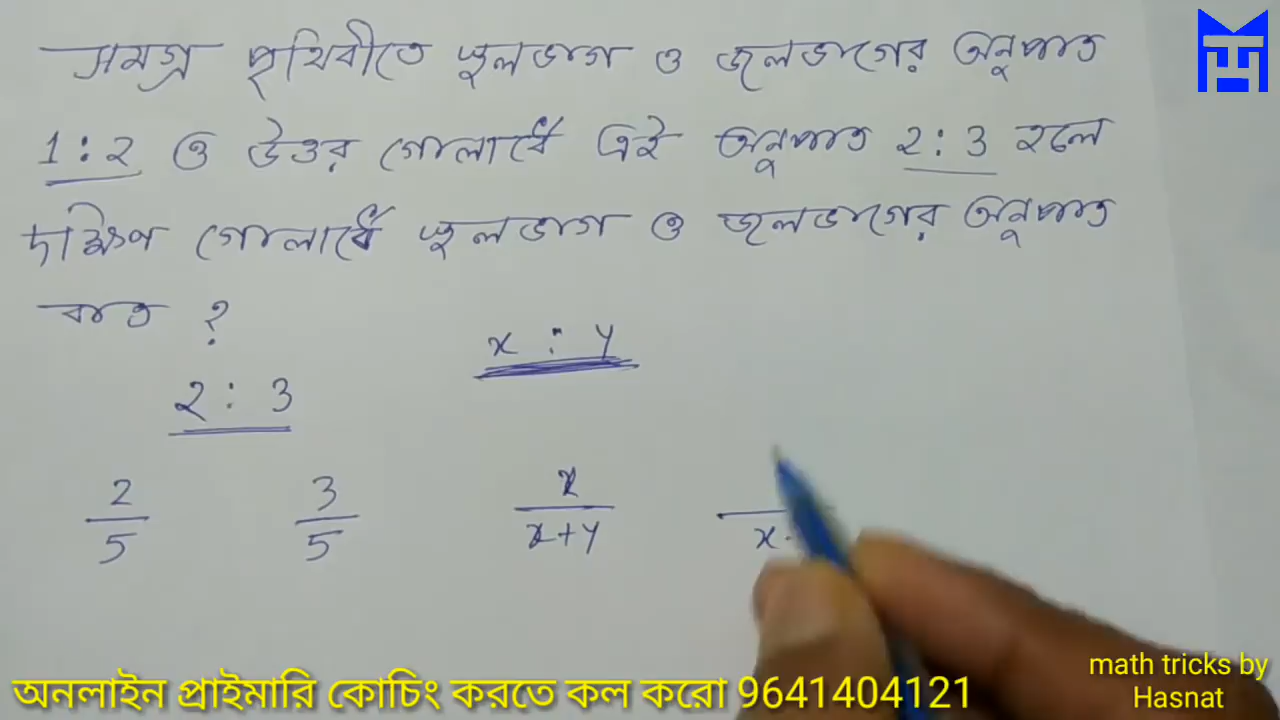 সমগ্র পৃথিবীতে স্থলভাগ ও জলভাগের অনুপাত
1 : 2 ও উত্তর গোলার্ধে এই অনুপাত 2 : 3 হলে
দক্ষিণ গোলার্ধে স্থলভাগ ও জলভাগের অনুপাত
কত ?
x : y
2 : 3
2/5 3/5 x/x+y /x
অনলাইন প্রাইমারি কোচিং করতে কল করো 9641404121
math tricks by
Hasnat